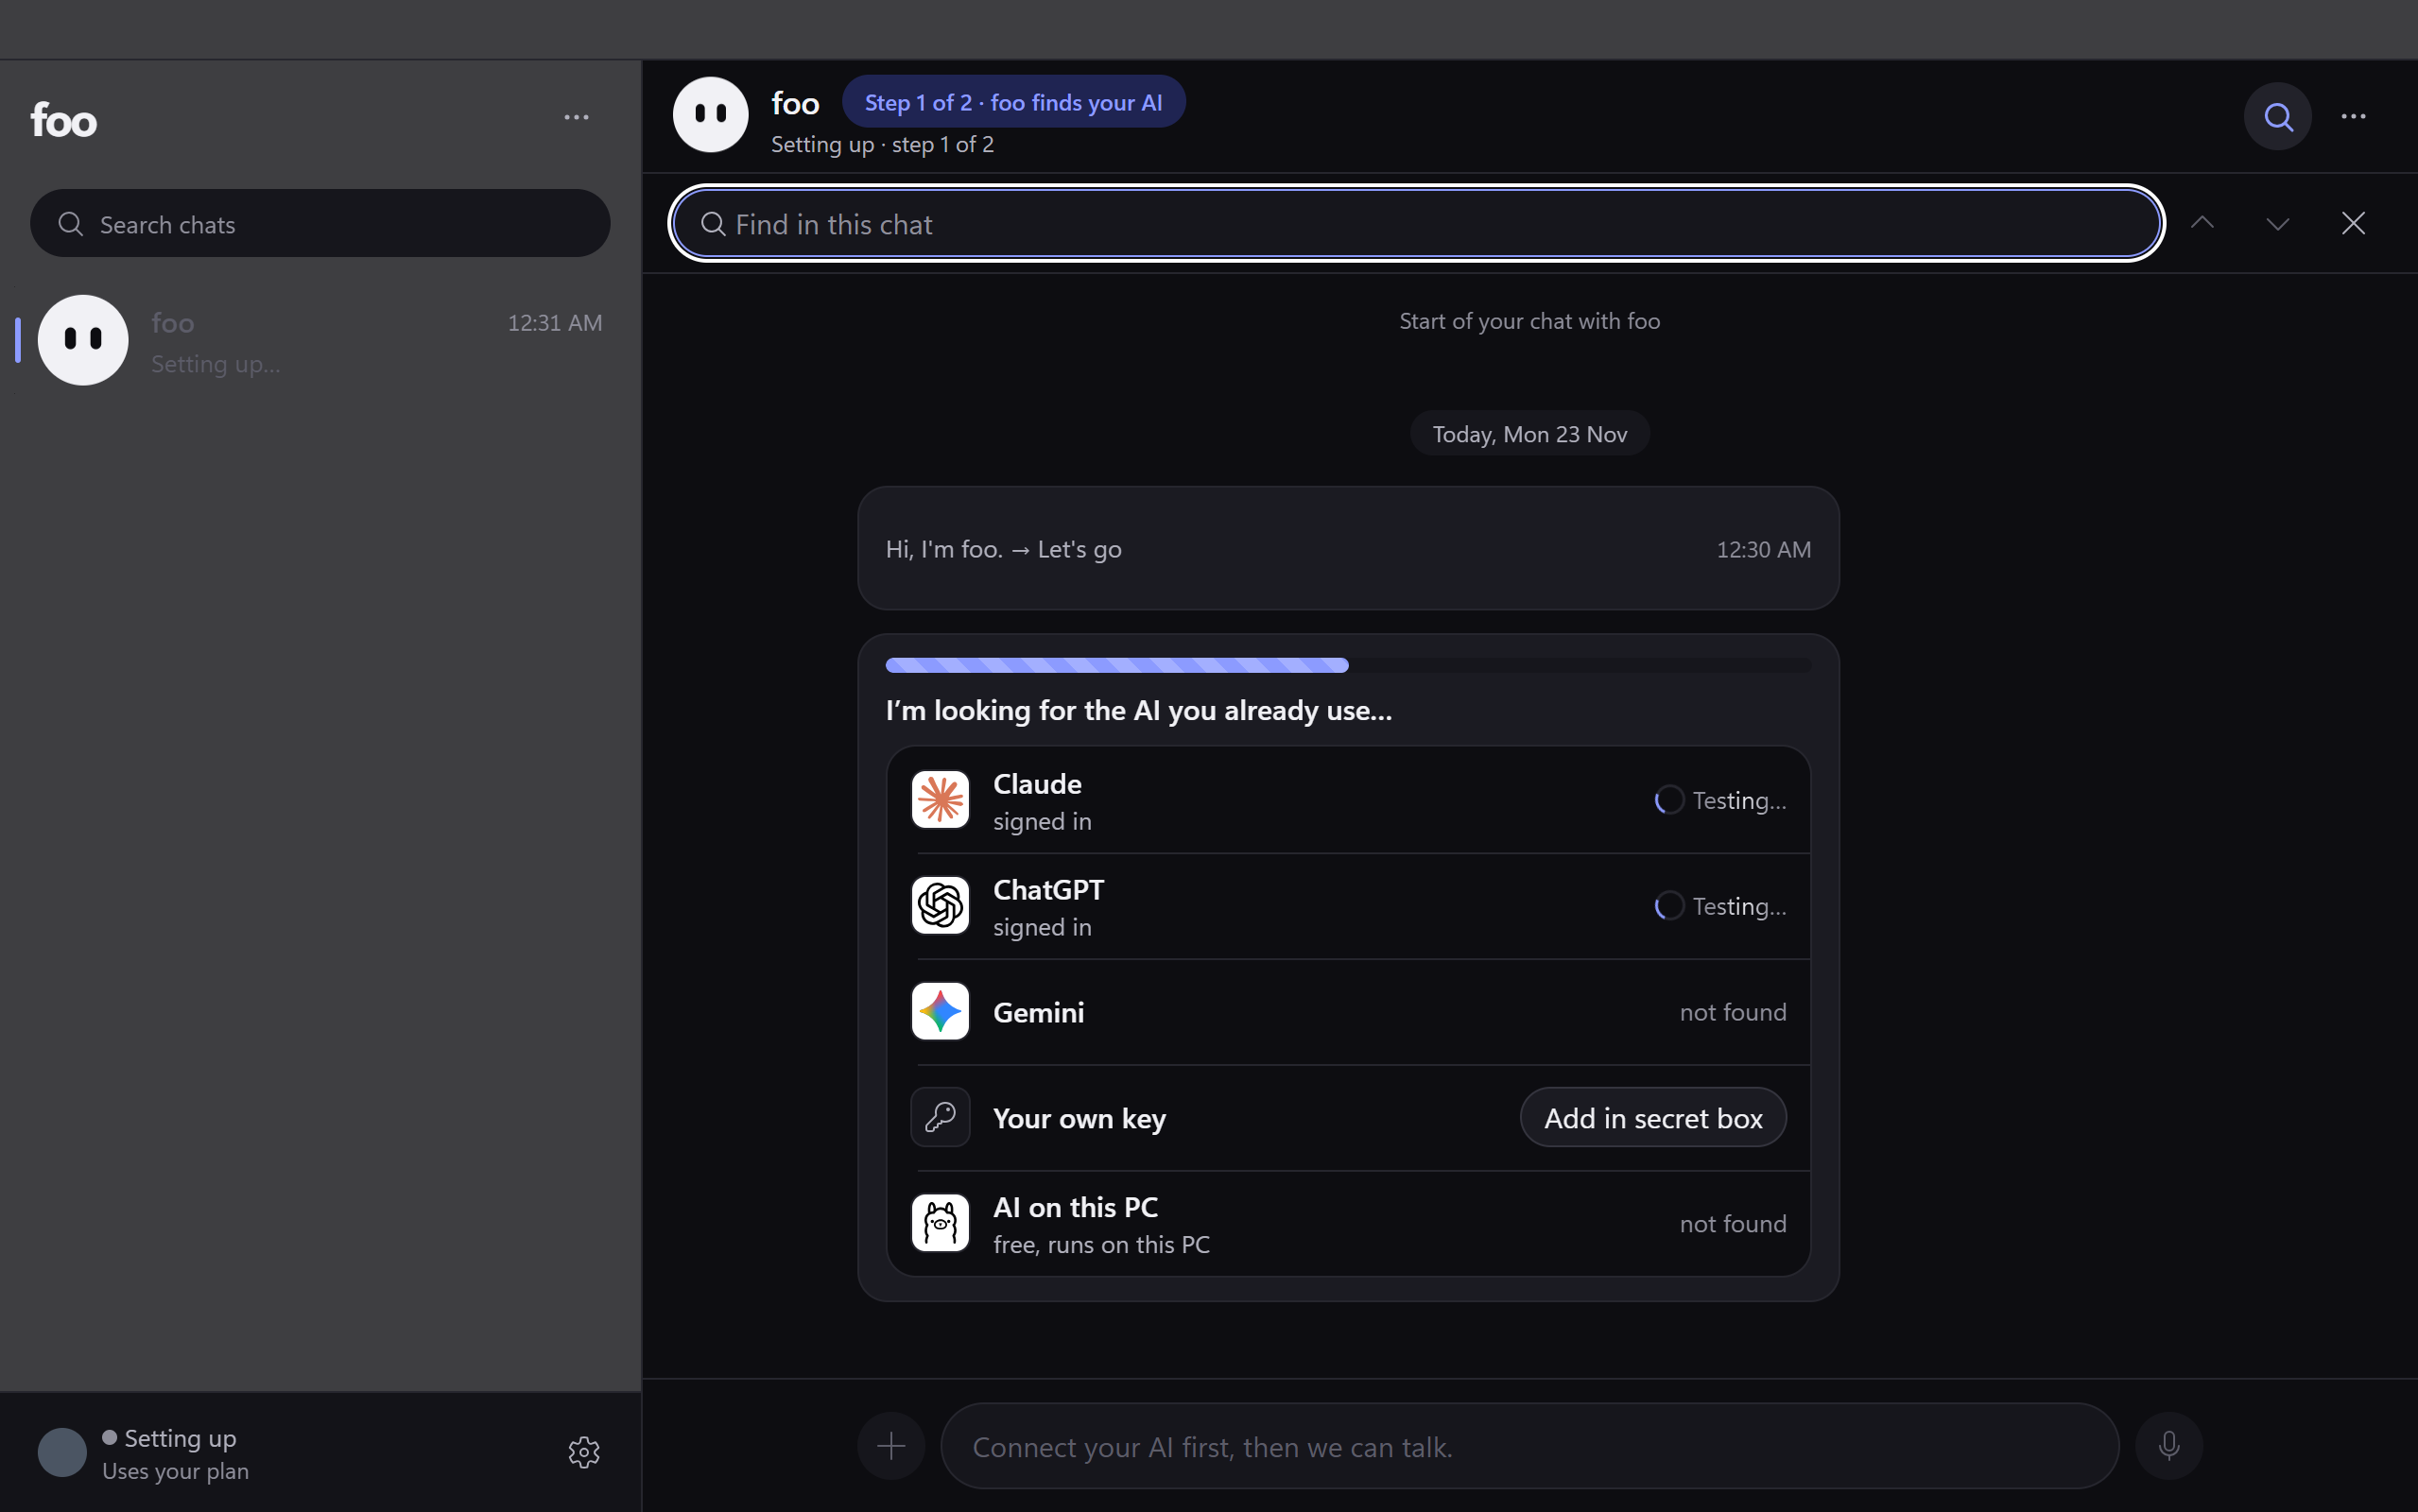 foo
Search chats
foo
12:31 AM
Setting up...
Setting up
Uses your plan
foo
Step 1 of 2 · foo finds your AI
Setting up · step 1 of 2
Find in this chat
Start of your chat with foo
Today, Mon 23 Nov
Hi, I'm foo. → Let's go
12:30 AM
I’m looking for the AI you already use...
Claude
signed in
Testing...
ChatGPT
signed in
Testing...
Gemini
not found
Your own key
Add in secret box
AI on this PC
free, runs on this PC
not found
Connect your AI first, then we can talk.